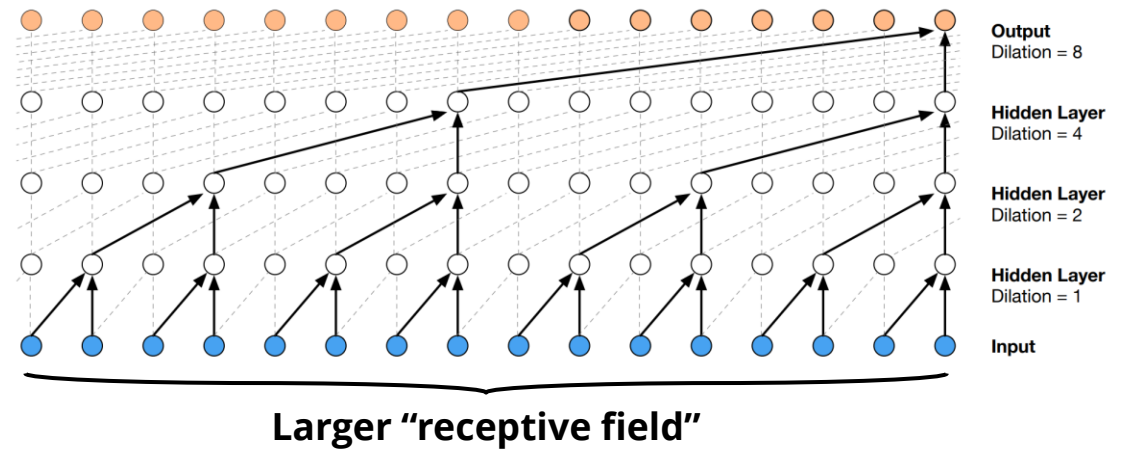 Output
Dilation = 8
Hidden Layer
Dilation = 4
Hidden Layer
Dilation = 2
Hidden Layer
Dilation = 1
Input
Larger “receptive field”